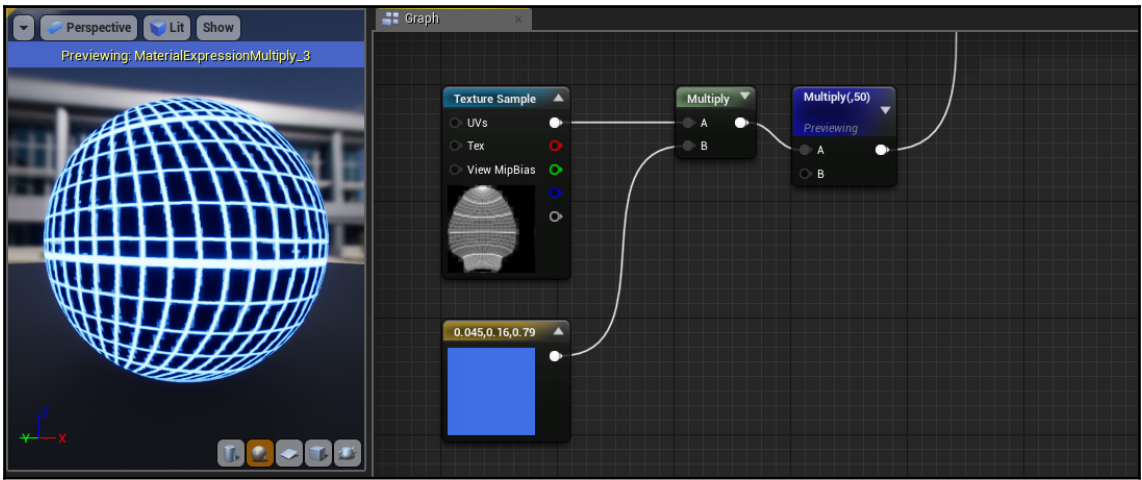 Perspective Lit Show
Previewing: MaterialExpressionMultiply_3
Z
Y X
Graph
Texture Sample
UVs
Tex
View MipBias
0.045,0.16,0.79
Multiply
A
B
Multiply(,50)
Previewing
A
B